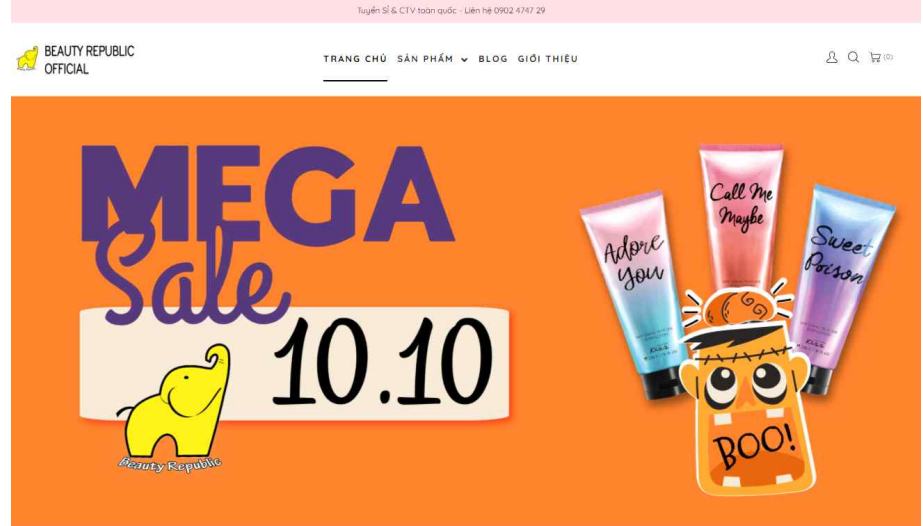 Tuyển Sỉ & CTV toàn quốc - Liên hệ 0902 4747 29
BEAUTY REPUBLIC
OFFICIAL
TRANG CHỦ SẢN PHẨM BLOG GIỚI THIỆU
(0)
MEGA
Sale
10.10
Beauty Republic
Adore
You
Call Me
Maybe
Sweet
Poison
BOO!